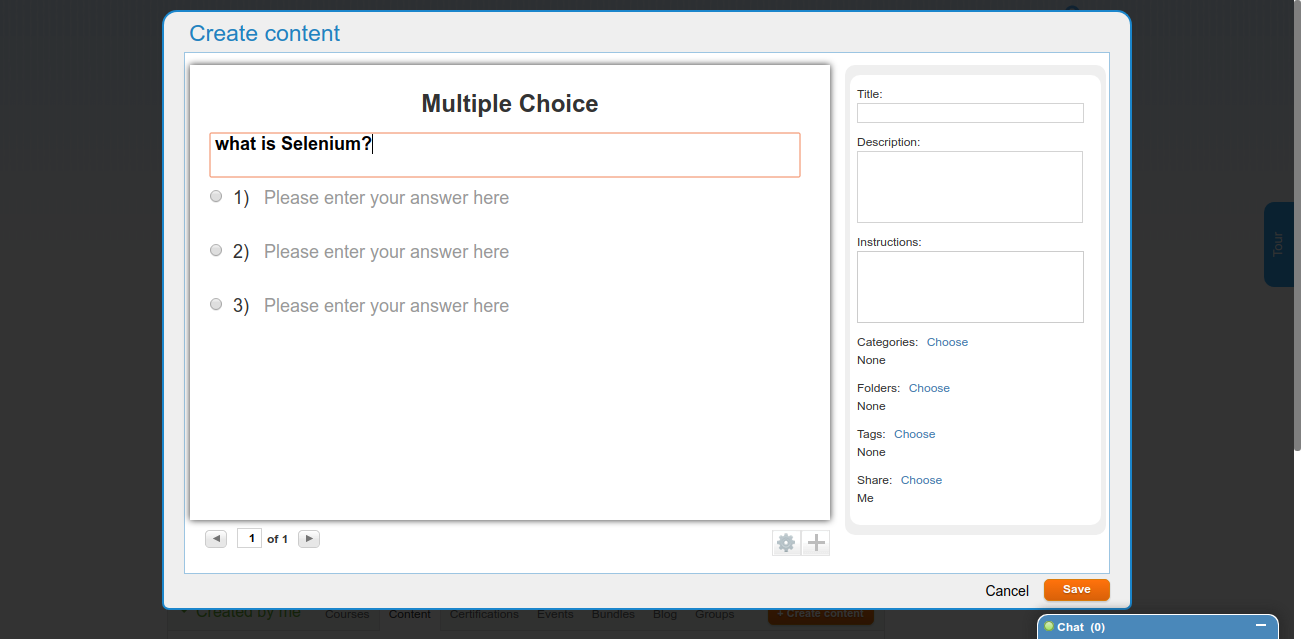 Create content
Multiple Choice
what is Selenium?
1) Please enter your answer here
2) Please enter your answer here
3) Please enter your answer here
1 of 1
Title:
Description:
Instructions:
Categories: Choose
None
Folders: Choose
None
Tags: Choose
None
Share: Choose
Me
Tour
Cancel
Save
Created by me Courses Content Certifications Events Bundles Blog Groups + Create content
Chat (0)